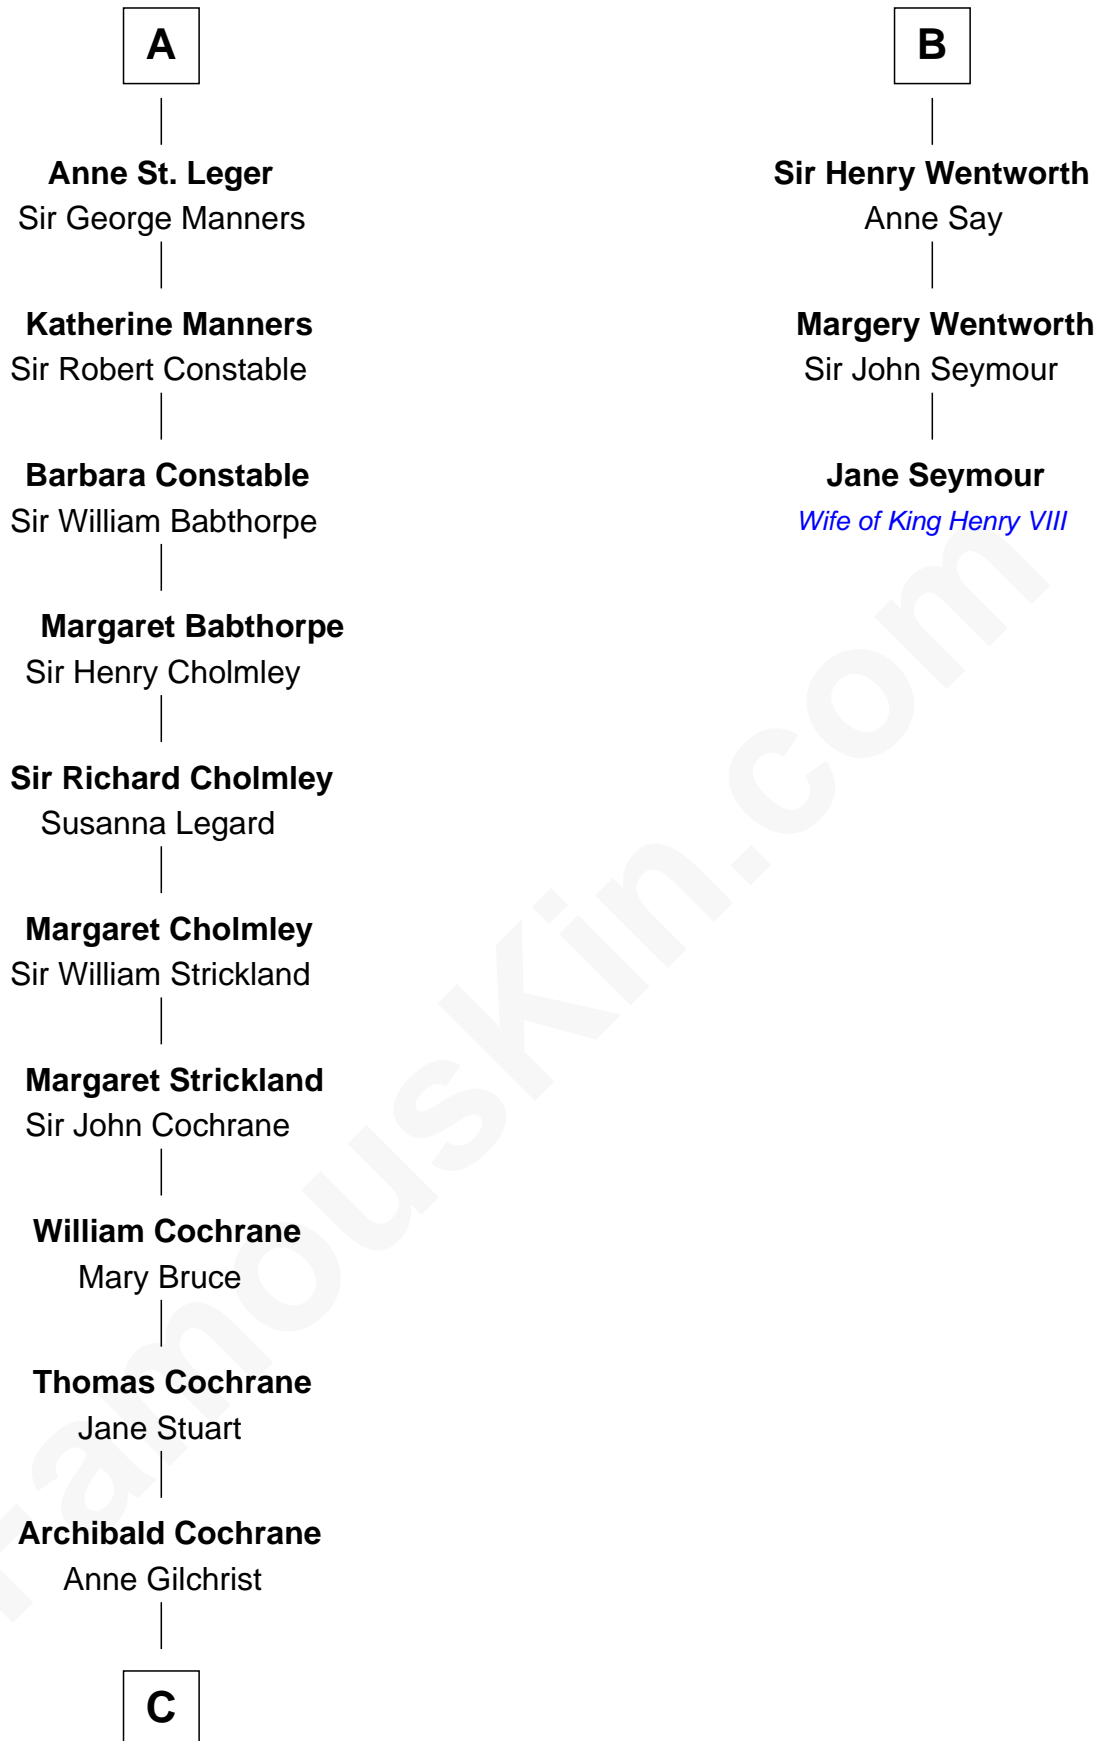 A
Anne St. Leger
Sir George Manners
Katherine Manners
Sir Robert Constable
Barbara Constable
Sir William Babthorpe
Margaret Babthorpe
Sir Henry Cholmley
Sir Richard Cholmley
Susanna Legard
Margaret Cholmley
Sir William Strickland
Margaret Strickland
Sir John Cochrane
William Cochrane
Mary Bruce
Thomas Cochrane
Jane Stuart
Archibald Cochrane
Anne Gilchrist
C
B
Sir Henry Wentworth
Anne Say
Margery Wentworth
Sir John Seymour
Jane Seymour
Wife of King Henry VIII
FamousKin.com